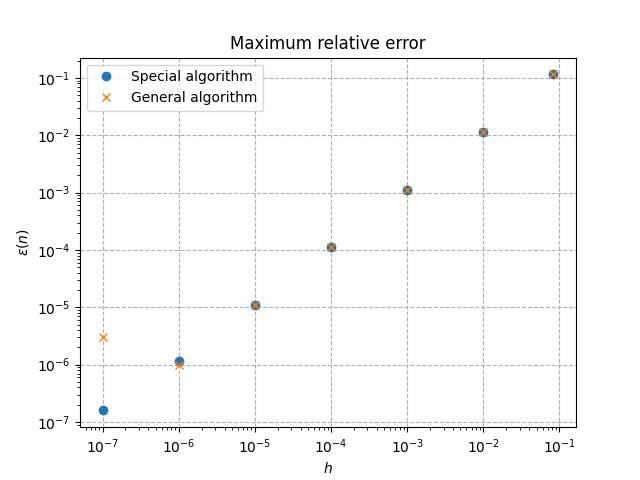 Maximum relative error
Special algorithm
General algorithm
10⁻¹
10⁻²
10⁻³
10⁻⁴
10⁻⁵
10⁻⁶
10⁻⁷
ε(n)
10⁻⁷ 10⁻⁶ 10⁻⁵ 10⁻⁴ 10⁻³ 10⁻² 10⁻¹
h